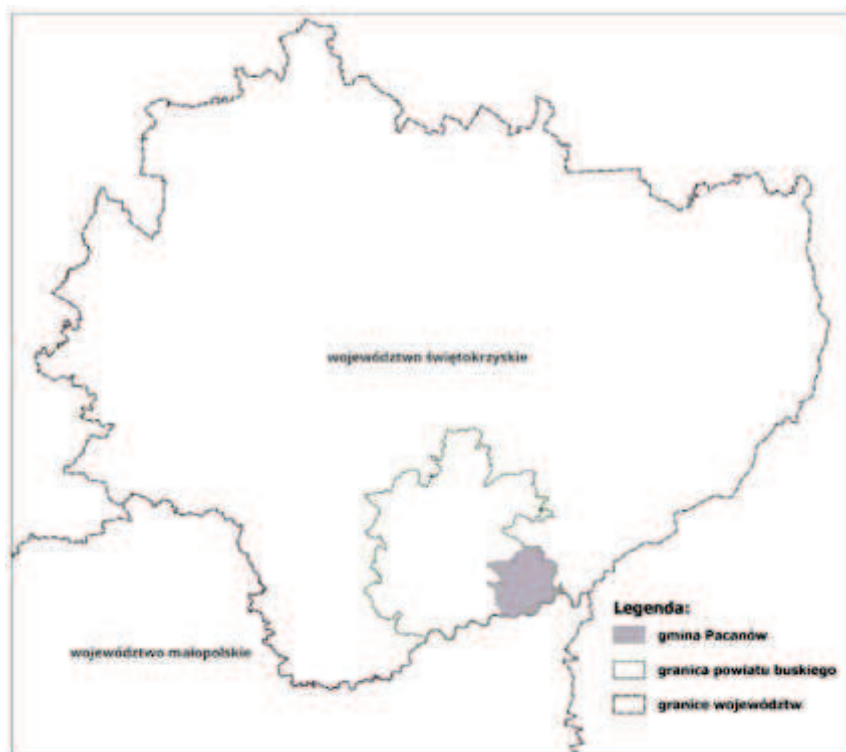 województwo świętokrzyskie
województwo małopolskie
Legenda:
gmina Pacanów
granica powiatu buskiego
granice województw